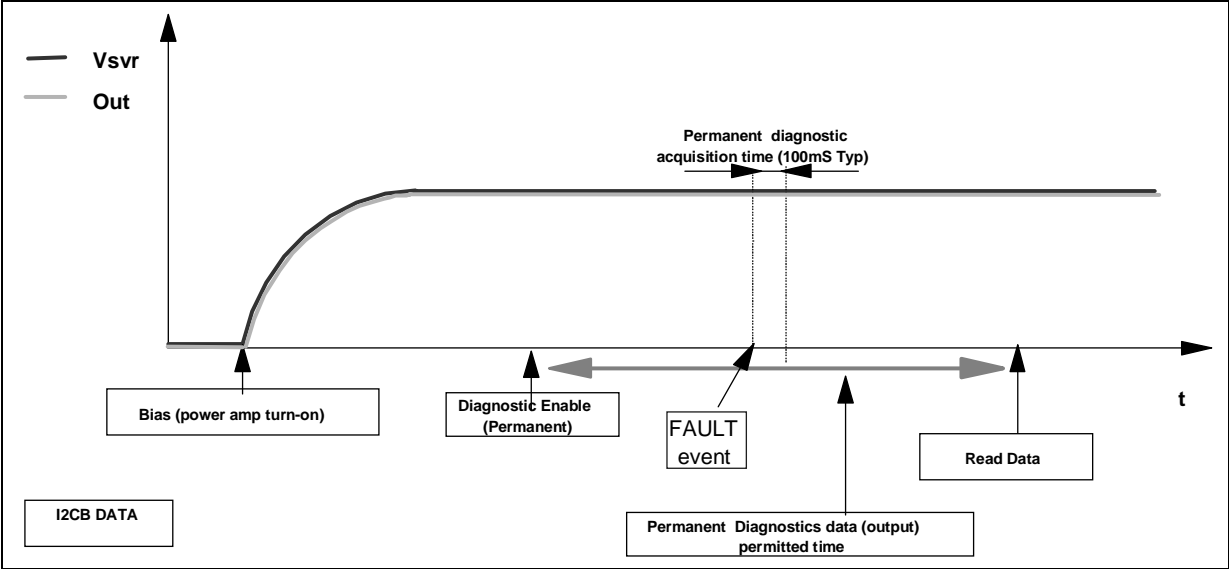 Vsvr
Out
Permanent diagnostic
acquisition time (100mS Typ)
Bias (power amp turn-on)
Diagnostic Enable
(Permanent)
FAULT
event
Read Data
t
I2CB DATA
Permanent Diagnostics data (output)
permitted time